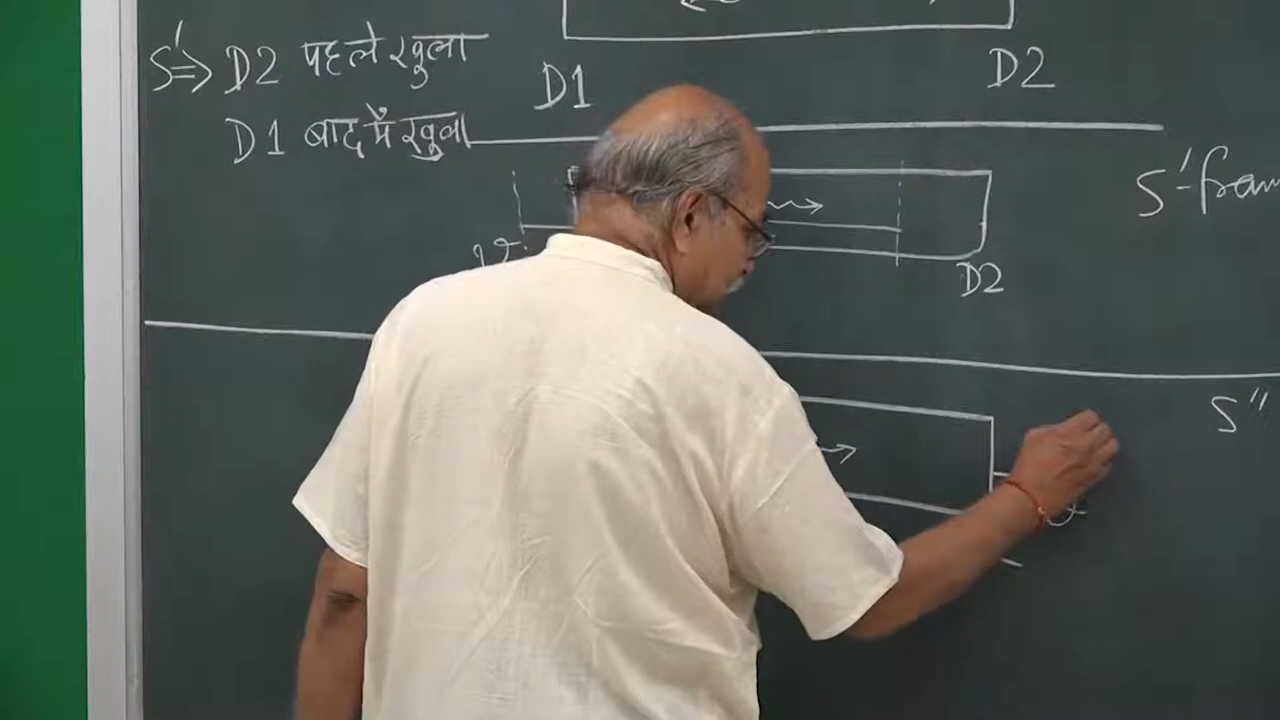 S' ⇒ D2 पहले खुला
D1 बाद में खुला
D1
D2
S'-fram
D2
S"